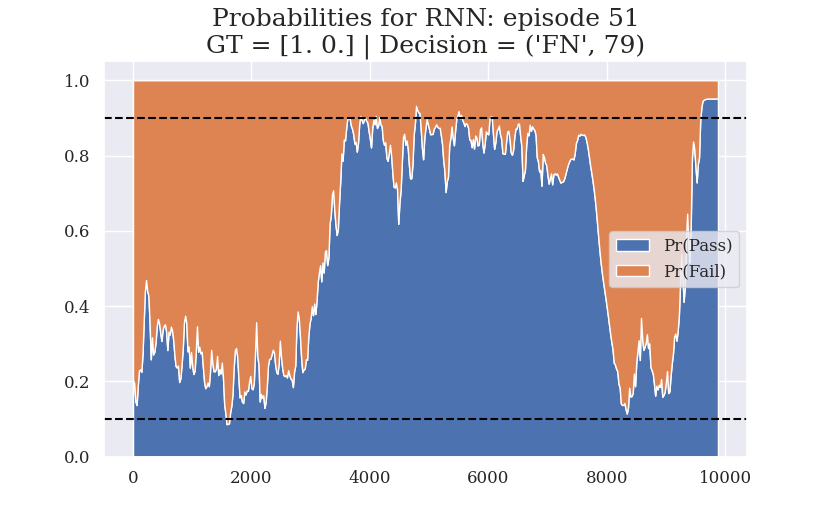 Probabilities for RNN: episode 51
GT = [1. 0.] | Decision = ('FN', 79)
1.0
0.8
0.6
0.4
0.2
0.0
Pr(Pass)
Pr(Fail)
0 2000 4000 6000 8000 10000